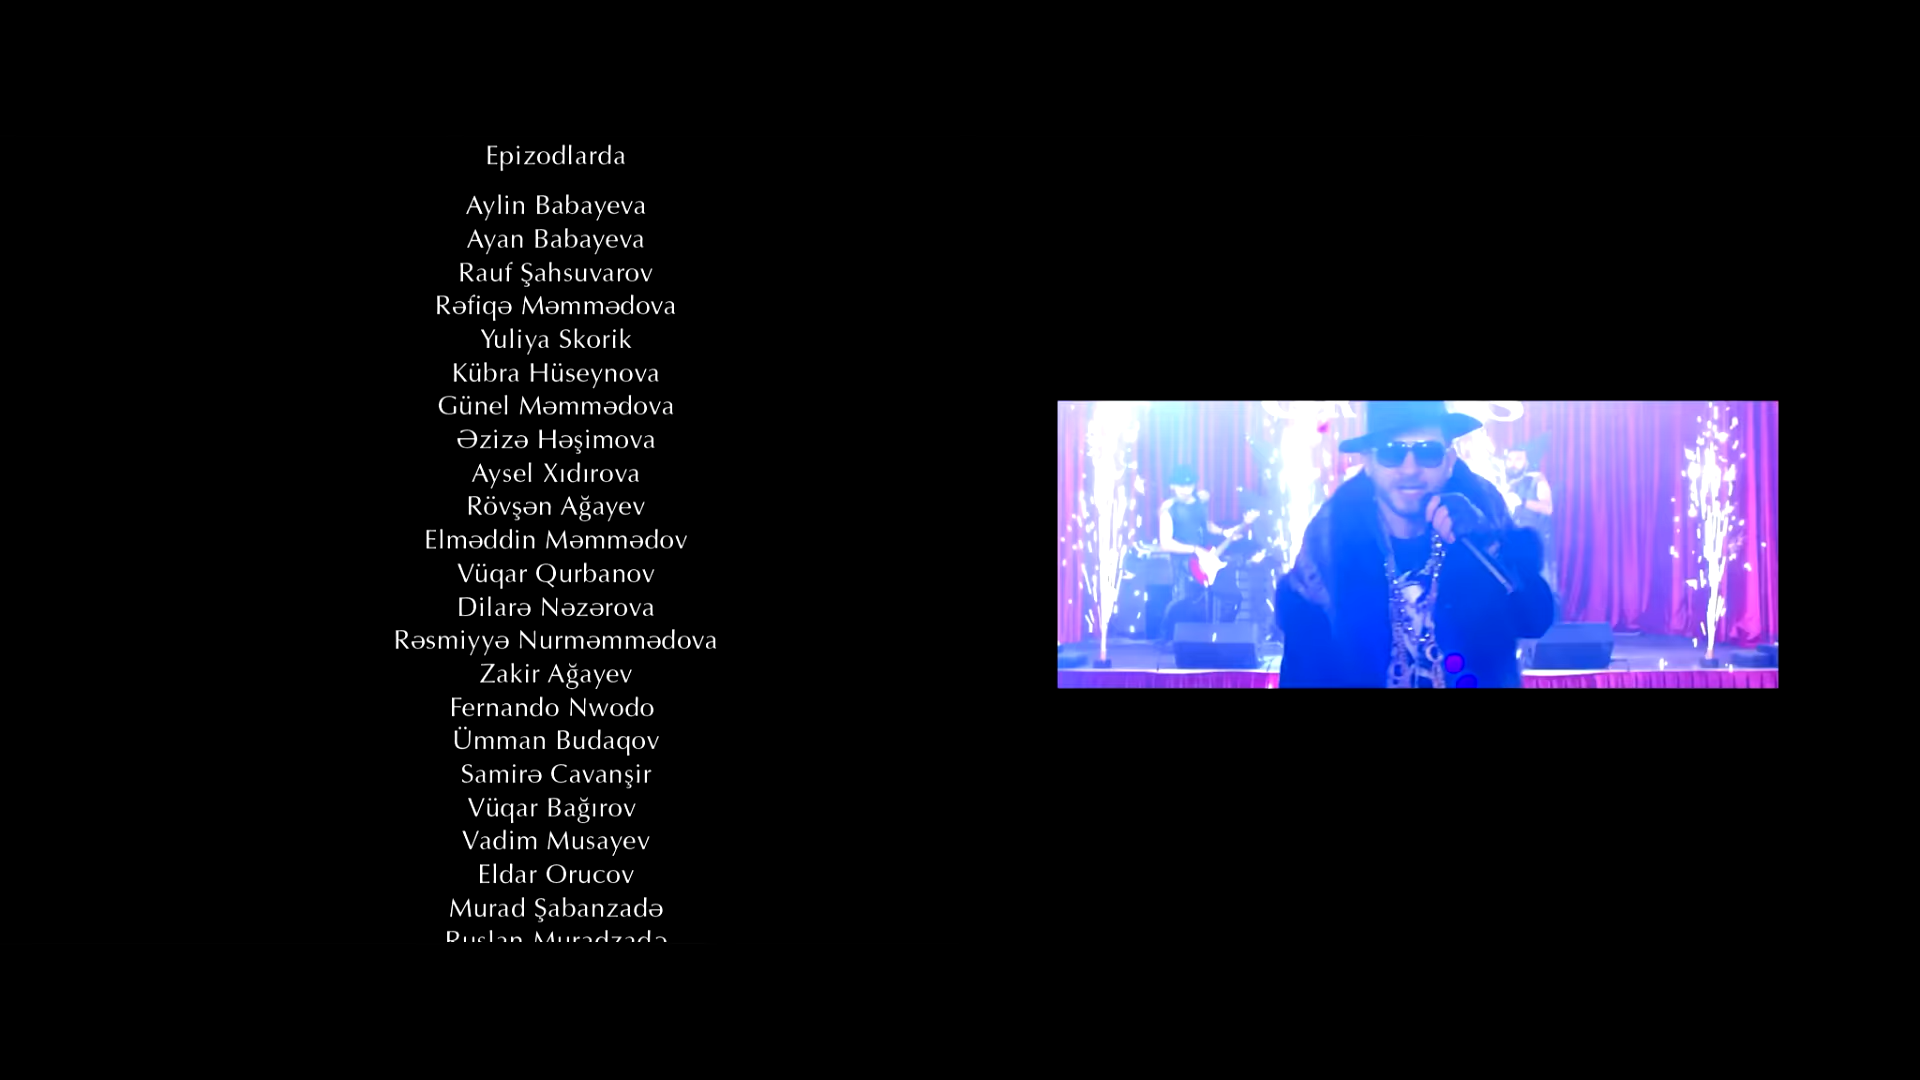 Epizodlarda
Aylin Babayeva
Ayan Babayeva
Rauf Şahsuvarov
Rəfiqə Məmmədova
Yuliya Skorik
Kübra Hüseynova
Günel Məmmədova
Əzizə Həşimova
Aysel Xıdırova
Rövşən Ağayev
Elməddin Məmmədov
Vüqar Qurbanov
Dilarə Nəzərova
Rəsmiyyə Nurməmmədova
Zakir Ağayev
Fernando Nwodo
Ümman Budaqov
Samirə Cavanşir
Vüqar Bağırov
Vadim Musayev
Eldar Orucov
Murad Şabanzadə
Ruslan Muradzadə